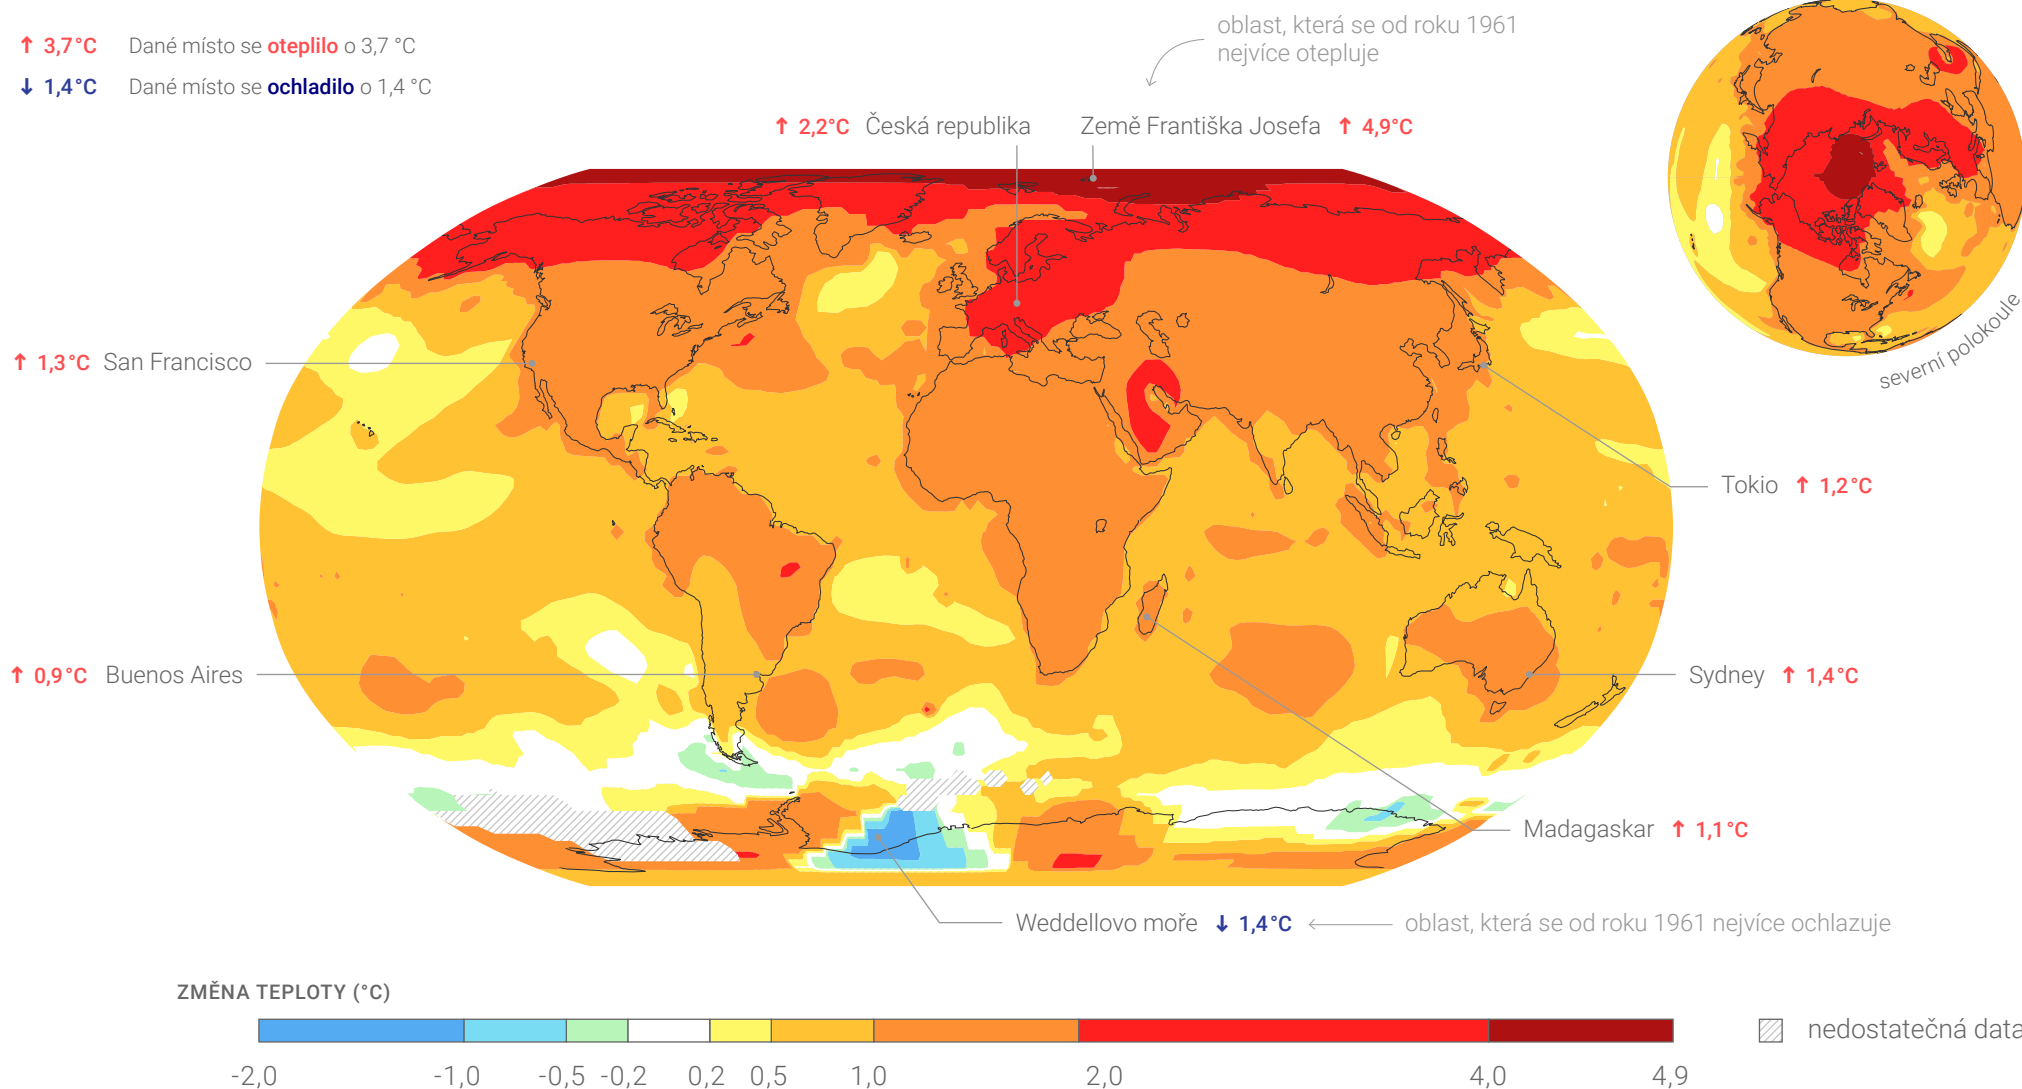 ↑ 3,7°C Dané místo se oteplilo o 3,7 °C
↓ 1,4°C Dané místo se ochladilo o 1,4 °C
oblast, která se od roku 1961
nejvíce otepluje
↑ 2,2°C Česká republika
Země Františka Josefa ↑ 4,9°C
severní polokoule
↑ 1,3°C San Francisco
Tokio ↑ 1,2°C
↑ 0,9°C Buenos Aires
Sydney ↑ 1,4°C
Madagaskar ↑ 1,1°C
Weddellovo moře ↓ 1,4°C
oblast, která se od roku 1961 nejvíce ochlazuje
ZMĚNA TEPLOTY (°C)
nedostatečná data
-2,0 -1,0 -0,5 -0,2 0,2 0,5 1,0 2,0 4,0 4,9